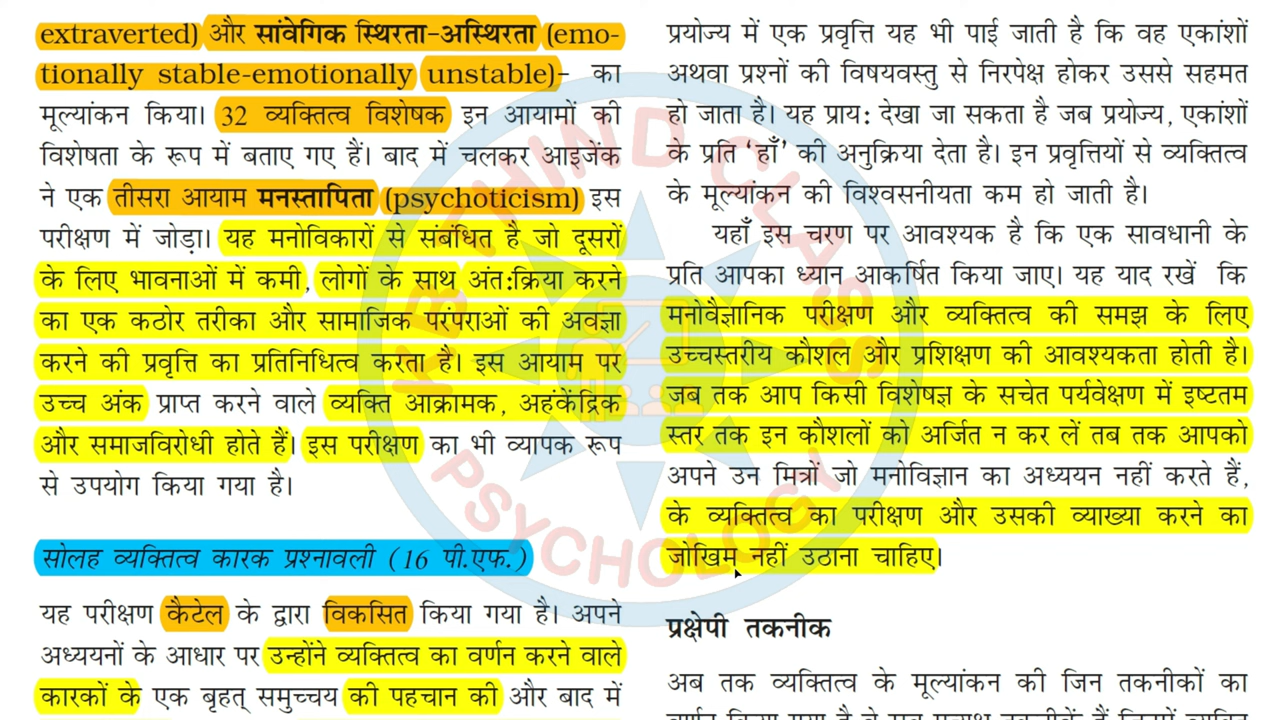 extraverted) और सांवेगिक स्थिरता-अस्थिरता (emo-
tionally stable-emotionally unstable)- का
मूल्यांकन किया। 32 व्यक्तित्व विशेषक इन आयामों की
विशेषता के रूप में बताए गए हैं। बाद में चलकर आइजेंक
ने एक तीसरा आयाम मनस्तापिता (psychoticism) इस
परीक्षण में जोड़ा। यह मनोविकारों से संबंधित है जो दूसरों
के लिए भावनाओं में कमी, लोगों के साथ अंत:क्रिया करने
का एक कठोर तरीका और सामाजिक परंपराओं की अवज्ञा
करने की प्रवृत्ति का प्रतिनिधित्व करता है। इस आयाम पर
उच्च अंक प्राप्त करने वाले व्यक्ति आक्रामक, अहंकेंद्रिक
और समाजविरोधी होते हैं। इस परीक्षण का भी व्यापक रूप
से उपयोग किया गया है।
सोलह व्यक्तित्व कारक प्रश्नावली (16 पी.एफ.)
यह परीक्षण कैटेल के द्वारा विकसित किया गया है। अपने
अध्ययनों के आधार पर उन्होंने व्यक्तित्व का वर्णन करने वाले
कारकों के एक बृहत् समुच्चय की पहचान की और बाद में
प्रयोज्य में एक प्रवृत्ति यह भी पाई जाती है कि वह एकांशों
अथवा प्रश्नों की विषयवस्तु से निरपेक्ष होकर उससे सहमत
हो जाता है। यह प्राय: देखा जा सकता है जब प्रयोज्य, एकांशों
के प्रति ‘हाँ’ की अनुक्रिया देता है। इन प्रवृत्तियों से व्यक्तित्व
के मूल्यांकन की विश्वसनीयता कम हो जाती है।
यहाँ इस चरण पर आवश्यक है कि एक सावधानी के
प्रति आपका ध्यान आकर्षित किया जाए। यह याद रखें कि
मनोवैज्ञानिक परीक्षण और व्यक्तित्व की समझ के लिए
उच्चस्तरीय कौशल और प्रशिक्षण की आवश्यकता होती है।
जब तक आप किसी विशेषज्ञ के सचेत पर्यवेक्षण में इष्टतम
स्तर तक इन कौशलों को अर्जित न कर लें तब तक आपको
अपने उन मित्रों जो मनोविज्ञान का अध्ययन नहीं करते हैं,
के व्यक्तित्व का परीक्षण और उसकी व्याख्या करने का
जोखिम नहीं उठाना चाहिए।
प्रक्षेपी तकनीक
अब तक व्यक्तित्व के मूल्यांकन की जिन तकनीकों का
KB THIND CLASS
PSYCHOLOGY